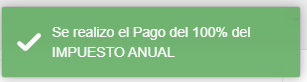 Se realizo el Pago del 100% del
IMPUESTO ANUAL